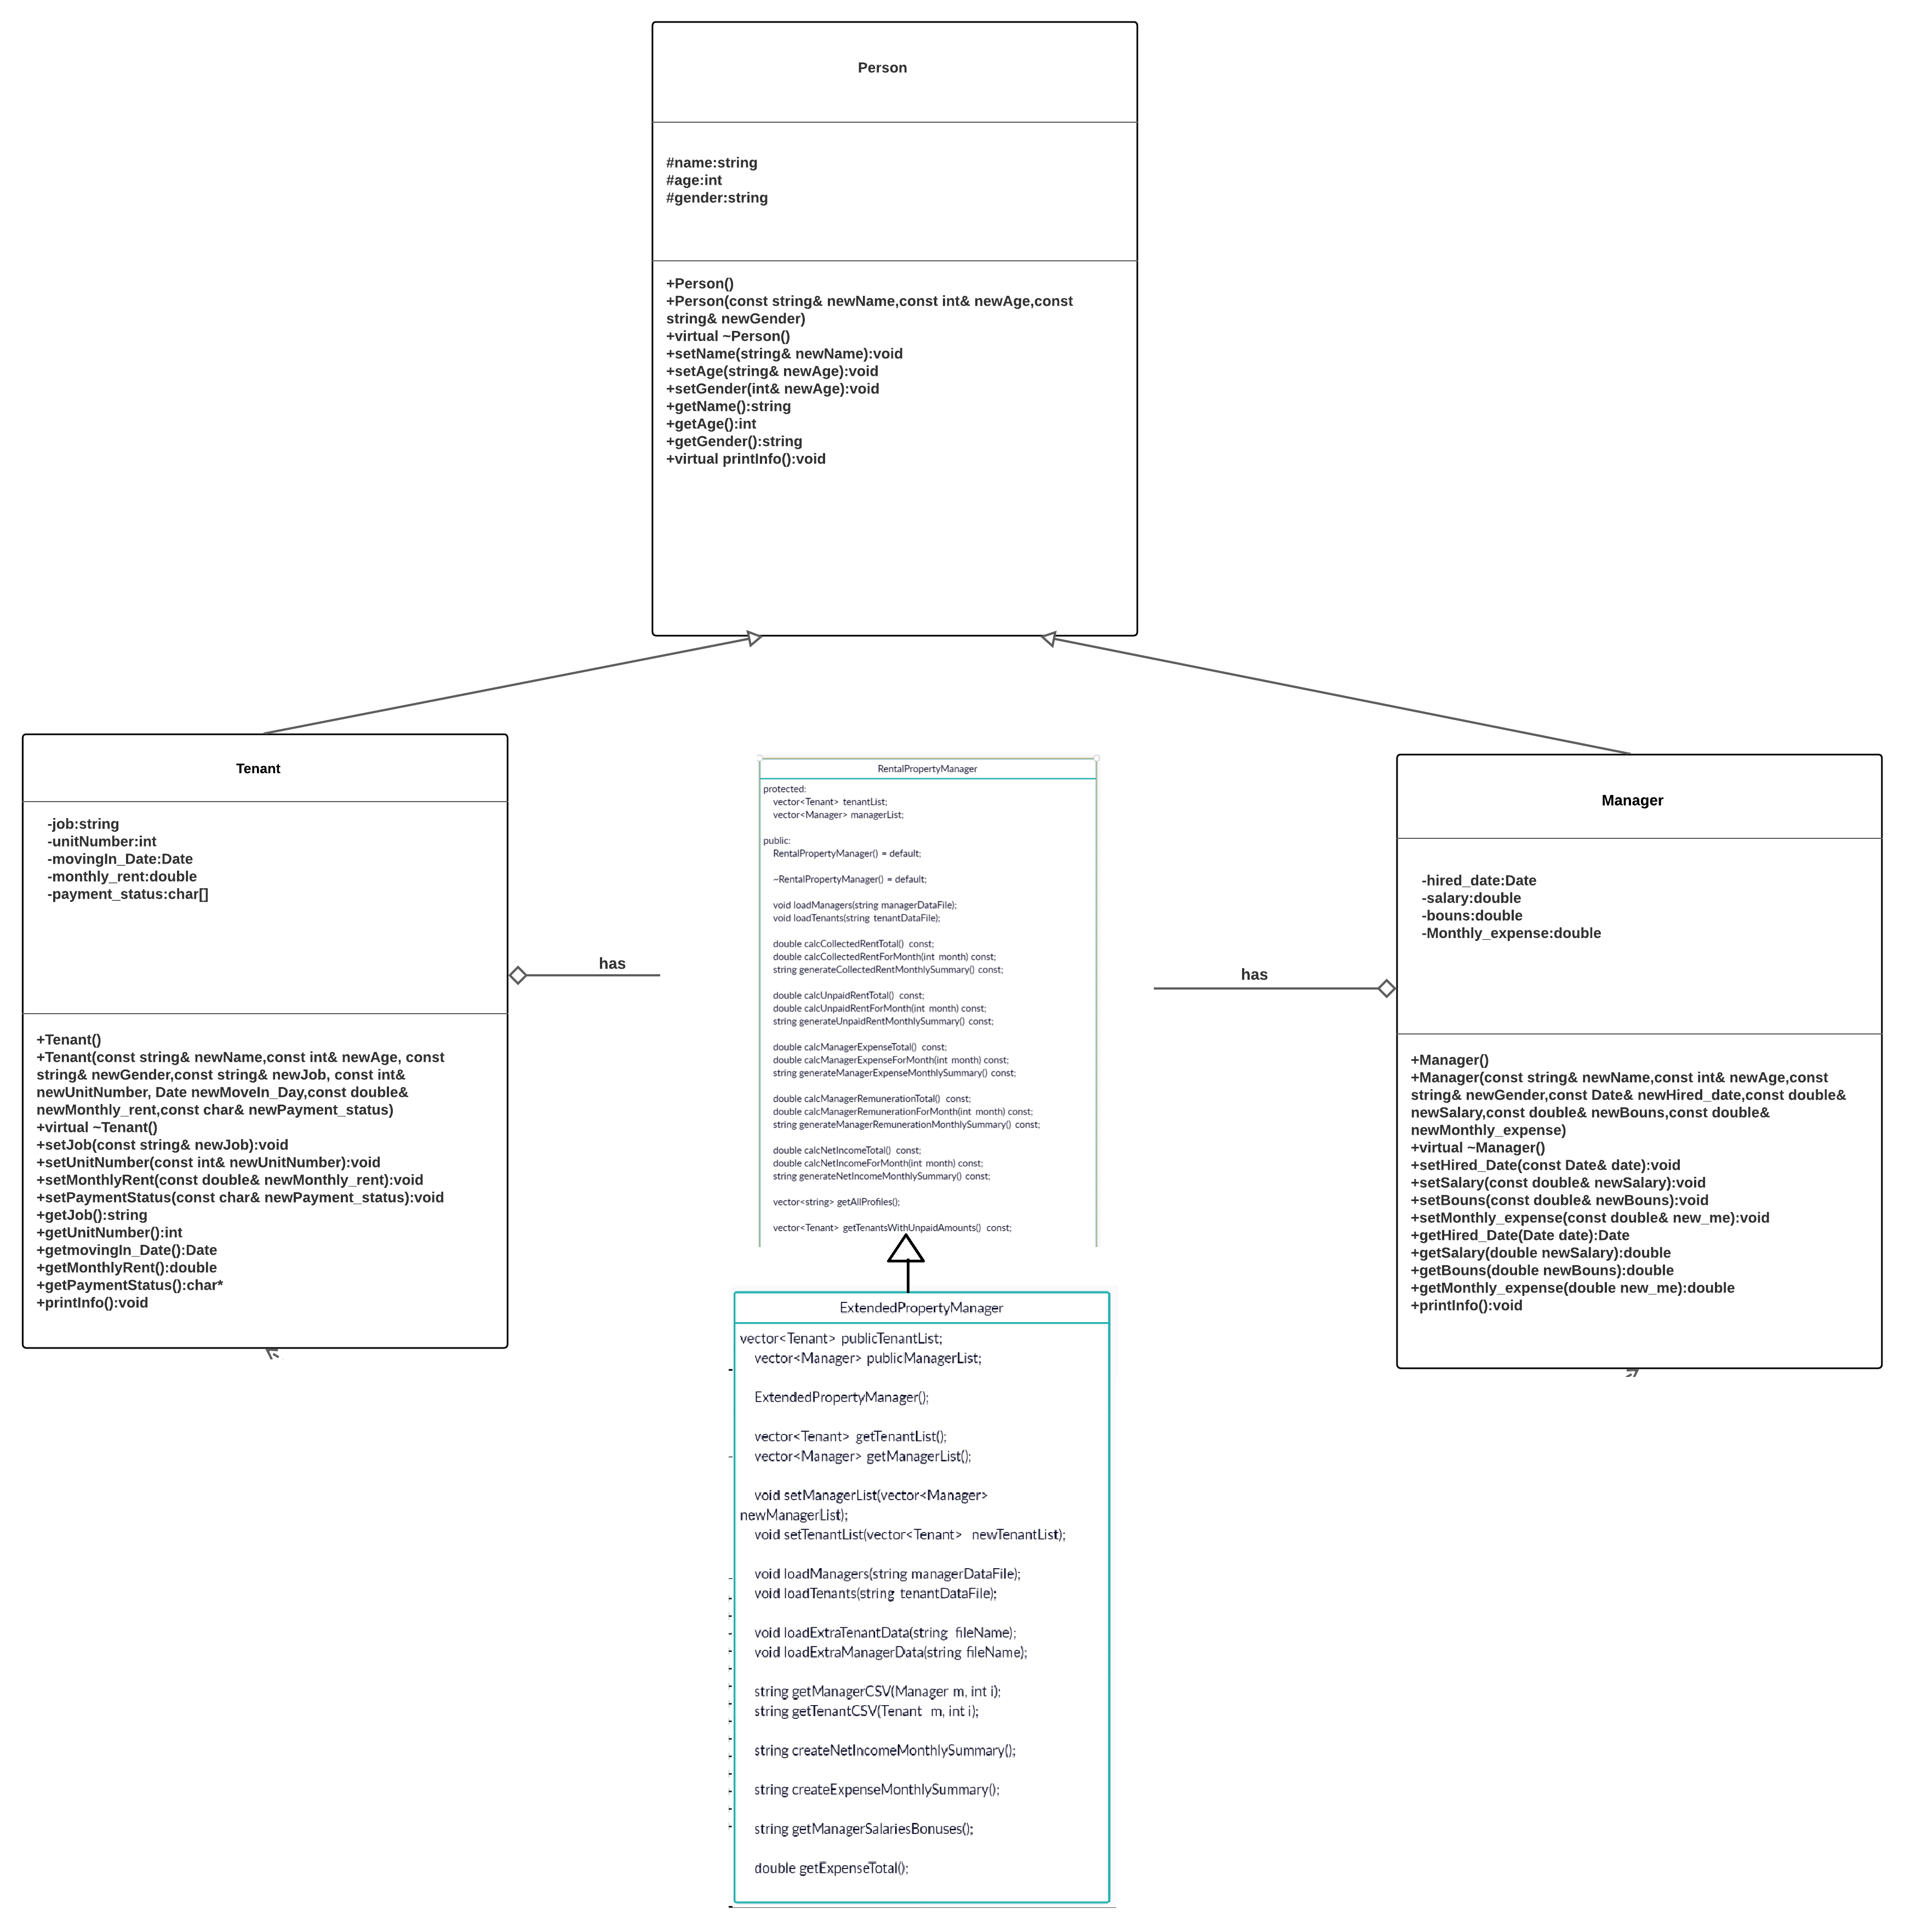 Person
#name:string
#age:int
#gender:string
+Person()
+Person(const string& newName,const int& newAge,const
string& newGender)
+virtual ~Person()
+setName(string& newName):void
+setAge(string& newAge):void
+setGender(int& newAge):void
+getName():string
+getAge():int
+getGender():string
+virtual printInfo():void
Tenant
-job:string
-unitNumber:int
-movingIn_Date:Date
-monthly_rent:double
-payment_status:char[]
+Tenant()
+Tenant(const string& newName,const int& newAge, const
string& newGender,const string& newJob, const int&
newUnitNumber, Date newMoveIn_Day,const double&
newMonthly_rent,const char& newPayment_status)
+virtual ~Tenant()
+setJob(const string& newJob):void
+setUnitNumber(const int& newUnitNumber):void
+setMonthlyRent(const double& newMonthly_rent):void
+setPaymentStatus(const char& newPayment_status):void
+getJob():string
+getUnitNumber():int
+getmovingIn_Date():Date
+getMonthlyRent():double
+getPaymentStatus():char*
+printInfo():void
has
RentalPropertyManager
protected:
vector<Tenant> tenantList;
vector<Manager> managerList;
public:
RentalPropertyManager() = default;
~RentalPropertyManager() = default;
void loadManagers(string managerDataFile);
void loadTenants(string tenantDataFile);
double calcCollectedRentTotal() const;
double calcCollectedRentForMonth(int month) const;
string generateCollectedRentMonthlySummary() const;
double calcUnpaidRentTotal() const;
double calcUnpaidRentForMonth(int month) const;
string generateUnpaidRentMonthlySummary() const;
double calcManagerExpenseTotal() const;
double calcManagerExpenseForMonth(int month) const;
string generateManagerExpenseMonthlySummary() const;
double calcManagerRemunerationTotal() const;
double calcManagerRemunerationForMonth(int month) const;
string generateManagerRemunerationMonthlySummary() const;
double calcNetIncomeTotal() const;
double calcNetIncomeForMonth(int month) const;
string generateNetIncomeMonthlySummary() const;
vector<string> getAllProfiles();
vector<Tenant> getTenantsWithUnpaidAmounts() const;
has
Manager
-hired_date:Date
-salary:double
-bouns:double
-Monthly_expense:double
+Manager()
+Manager(const string& newName,const int& newAge,const
string& newGender,const Date& newHired_date,const double&
newSalary,const double& newBouns,const double&
newMonthly_expense)
+virtual ~Manager()
+setHired_Date(const Date& date):void
+setSalary(const double& newSalary):void
+setBouns(const double& newBouns):void
+setMonthly_expense(const double& new_me):void
+getHired_Date(Date date):Date
+getSalary(double newSalary):double
+getBouns(double newBouns):double
+getMonthly_expense(double new_me):double
+printInfo():void
ExtendedPropertyManager
vector<Tenant> publicTenantList;
vector<Manager> publicManagerList;
ExtendedPropertyManager();
vector<Tenant> getTenantList();
vector<Manager> getManagerList();
void setManagerList(vector<Manager>
newManagerList);
void setTenantList(vector<Tenant> newTenantList);
void loadManagers(string managerDataFile);
void loadTenants(string tenantDataFile);
void loadExtraTenantData(string fileName);
void loadExtraManagerData(string fileName);
string getManagerCSV(Manager m, int i);
string getTenantCSV(Tenant m, int i);
string createNetIncomeMonthlySummary();
string createExpenseMonthlySummary();
string getManagerSalariesBonuses();
double getExpenseTotal();